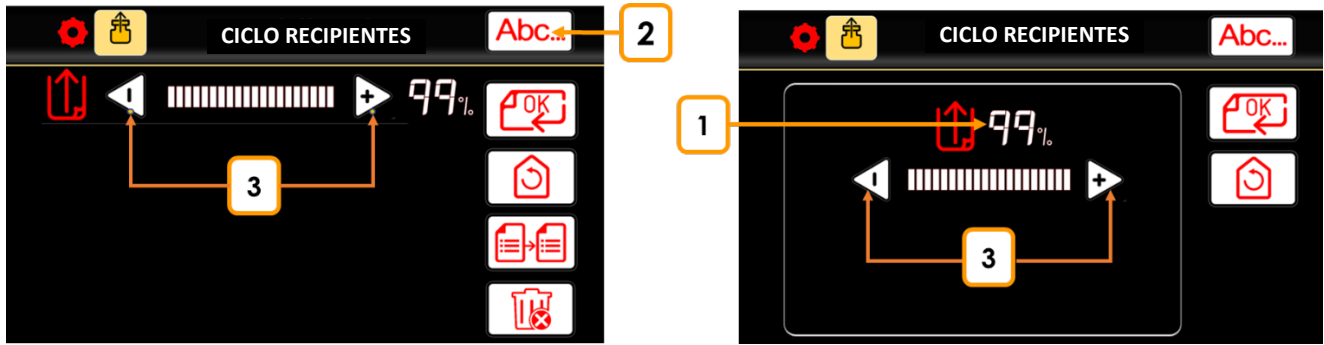 CICLO RECIPIENTES
Abc...
2
99%
OK
3
CICLO RECIPIENTES
Abc...
1
99%
OK
3